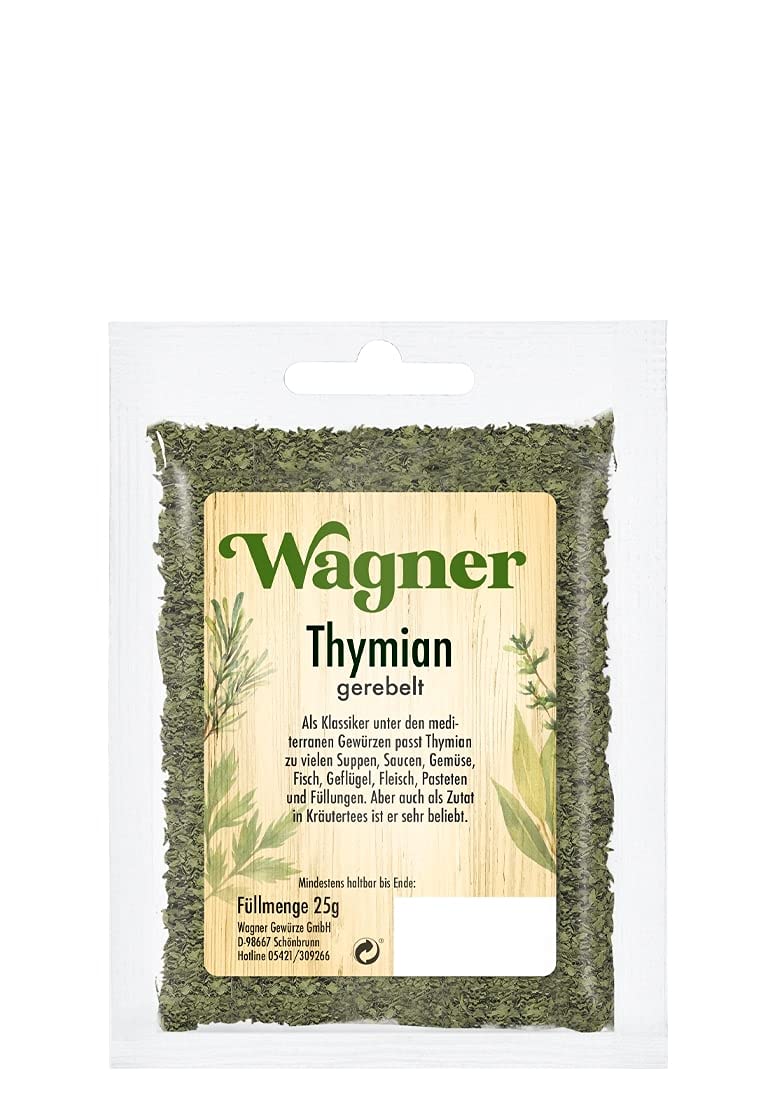 Wagner
Thymian
gerebelt
Als Klassiker unter den medi-
terranen Gewürzen passt Thymian
zu vielen Suppen, Saucen, Gemüse,
Fisch, Geflügel, Fleisch, Pasteten
und Füllungen. Aber auch als Zutat
in Kräutertees ist er sehr beliebt.
Mindestens haltbar bis Ende:
Füllmenge 25g
Wagner Gewürze GmbH
D-98667 Schönbrunn
Hotline 05421/309266